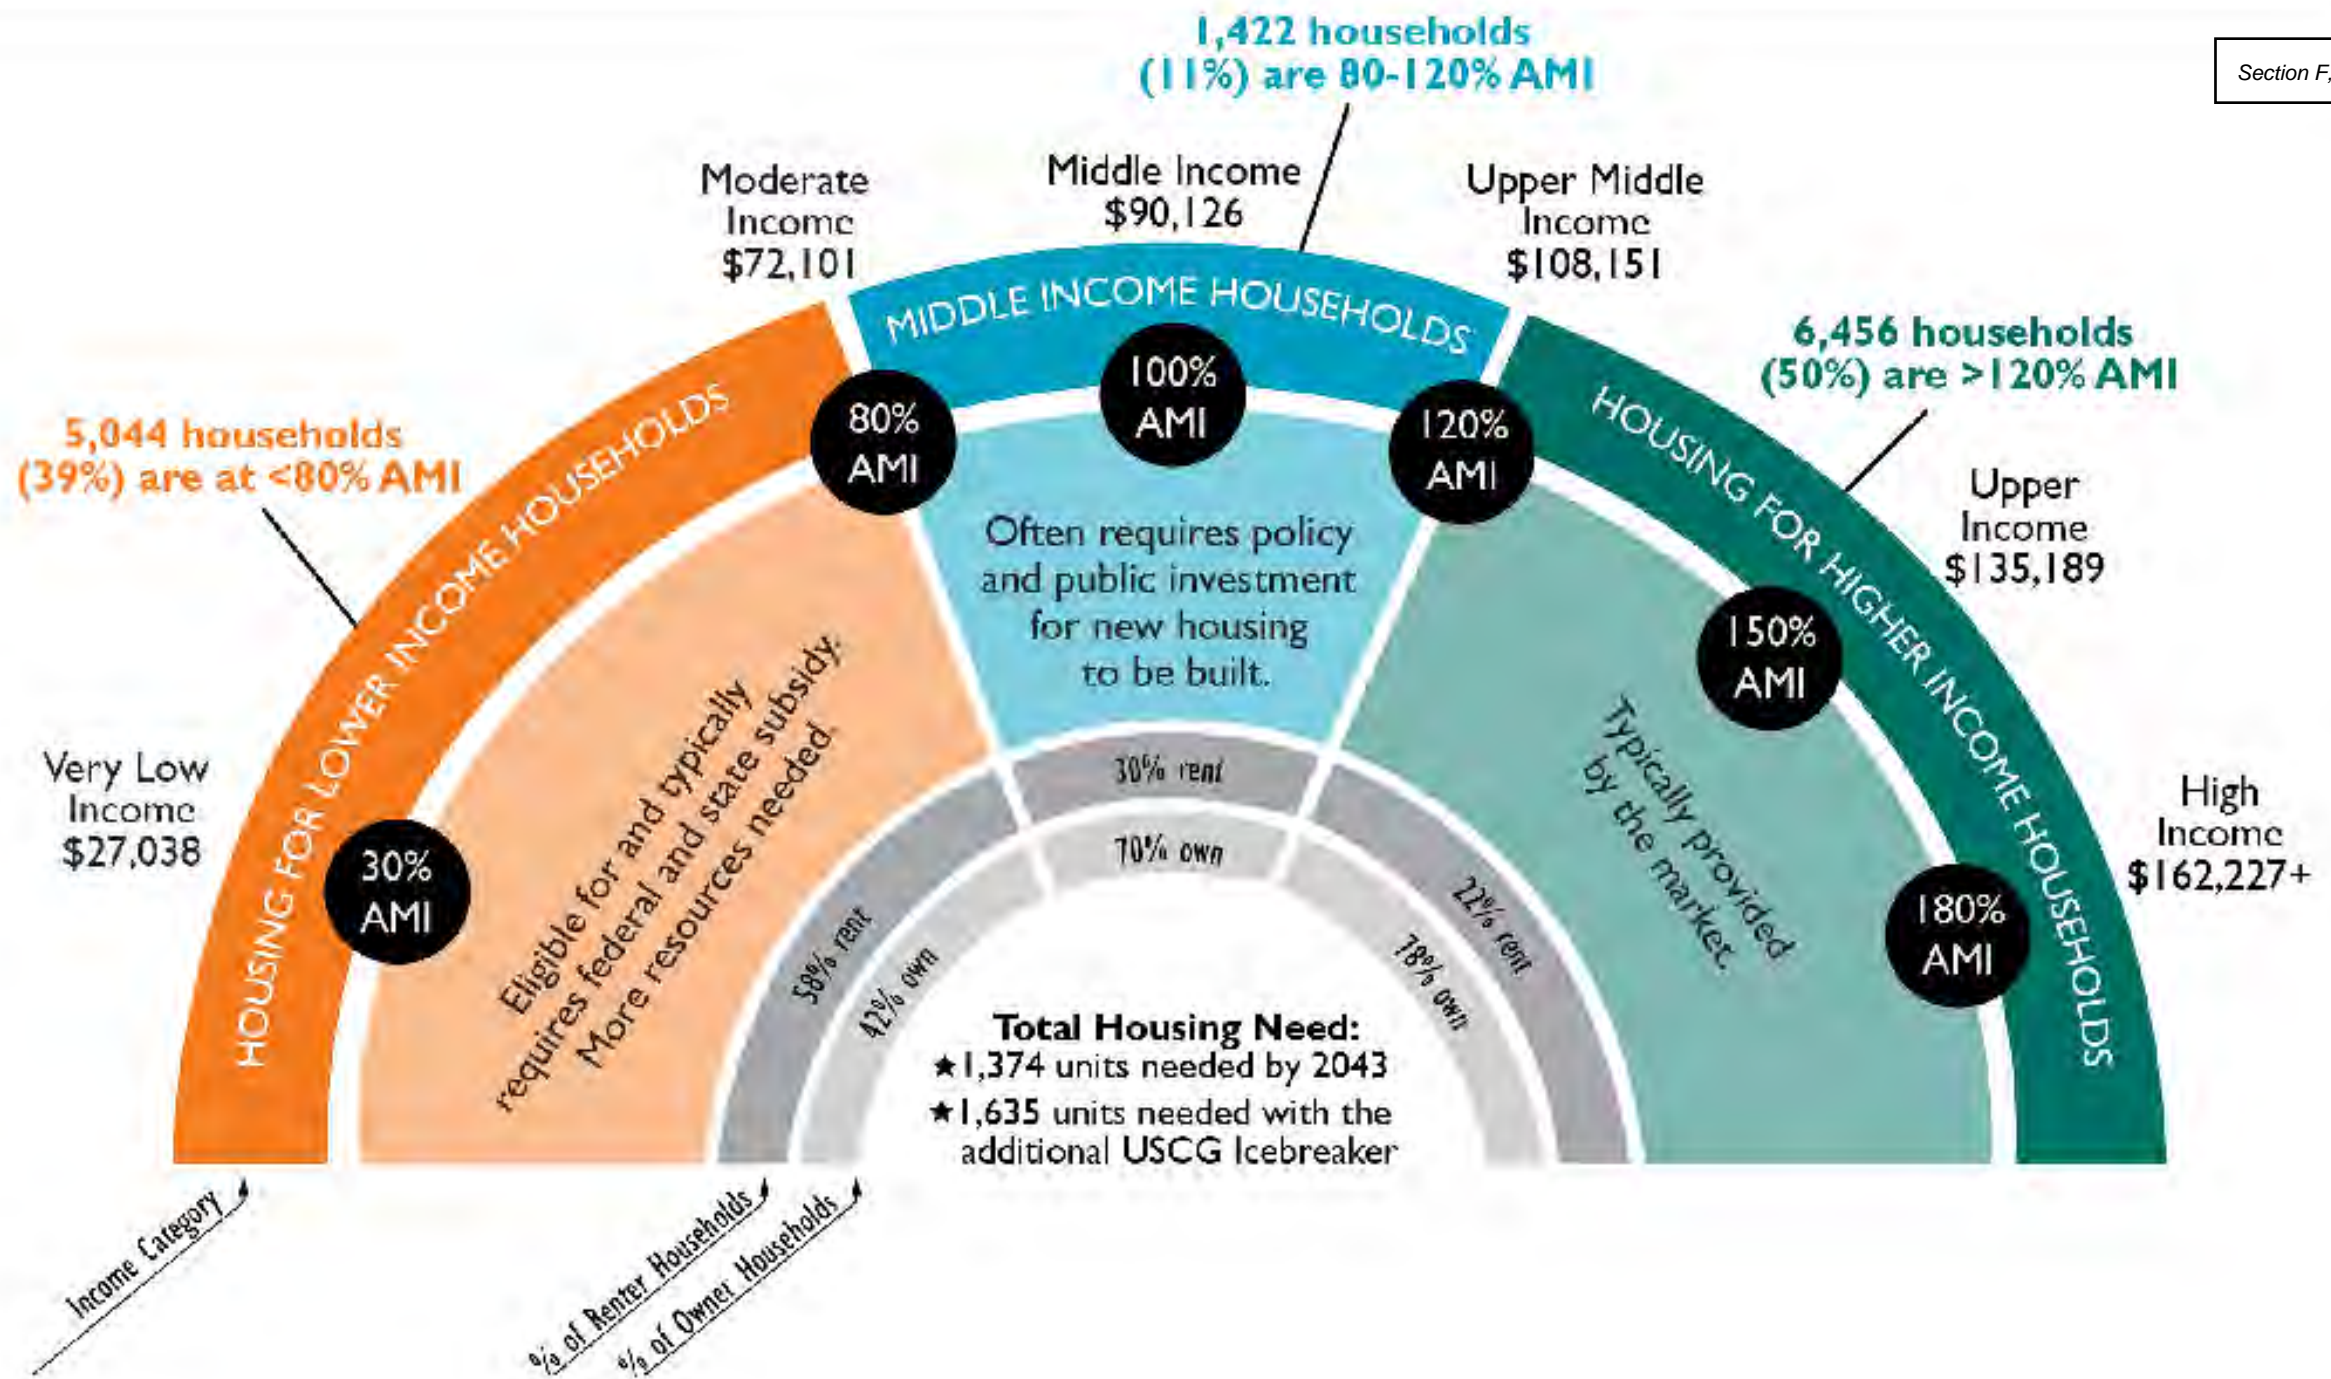 Section F,
1,422 households
(11%) are 80-120% AMI
Moderate
Income
$72,101
Middle Income
$90,126
Upper Middle
Income
$108,151
MIDDLE INCOME HOUSEHOLDS
6,456 households
(50%) are >120% AMI
5,044 households
(39%) are at <80% AMI
HOUSING FOR LOWER INCOME HOUSEHOLDS
HOUSING FOR HIGHER INCOME HOUSEHOLDS
80%
AMI
100%
AMI
120%
AMI
Upper
Income
$135,189
Often requires policy
and public investment
for new housing
to be built.
150%
AMI
Very Low
Income
$27,038
30%
AMI
Eligible for and typically
requires federal and state subsidy.
More resources needed.
Typically provided
by the market.
High
Income
$162,227+
180%
AMI
30% rent
70% own
58% rent
42% own
22% rent
78% own
Total Housing Need:
★1,374 units needed by 2043
★1,635 units needed with the
additional USCG Icebreaker
Income Category
% of Renter Households
% of Owner Households